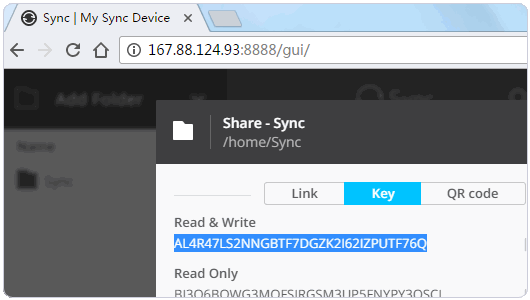 Sync | My Sync Device
167.88.124.93:8888/gui/
Add Folder
Sync
Share - Sync
/home/Sync
Name
Link Key QR code
Sync
Read & Write
AL4R47LS2NNGBTF7DGZK2I62IZPUTF76Q
Read Only